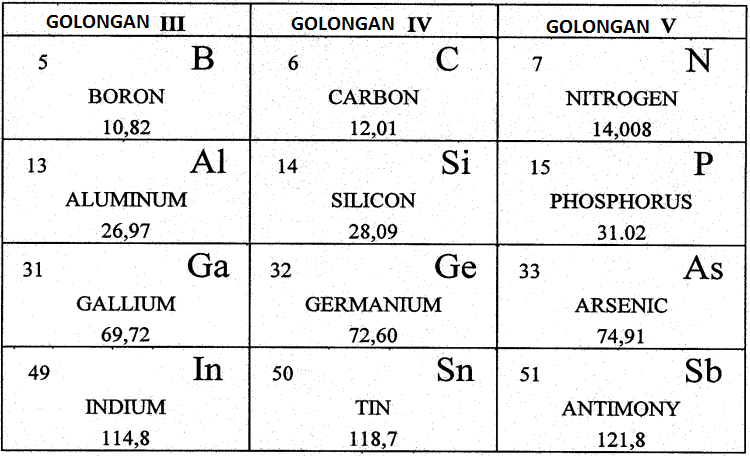 GOLONGAN III GOLONGAN IV GOLONGAN V
5 B 6 C 7 N
BORON CARBON NITROGEN
10,82 12,01 14,008
13 Al 14 Si 15 P
ALUMINUM SILICON PHOSPHORUS
26,97 28,09 31.02
31 Ga 32 Ge 33 As
GALLIUM GERMANIUM ARSENIC
69,72 72,60 74,91
49 In 50 Sn 51 Sb
INDIUM TIN ANTIMONY
114,8 118,7 121,8